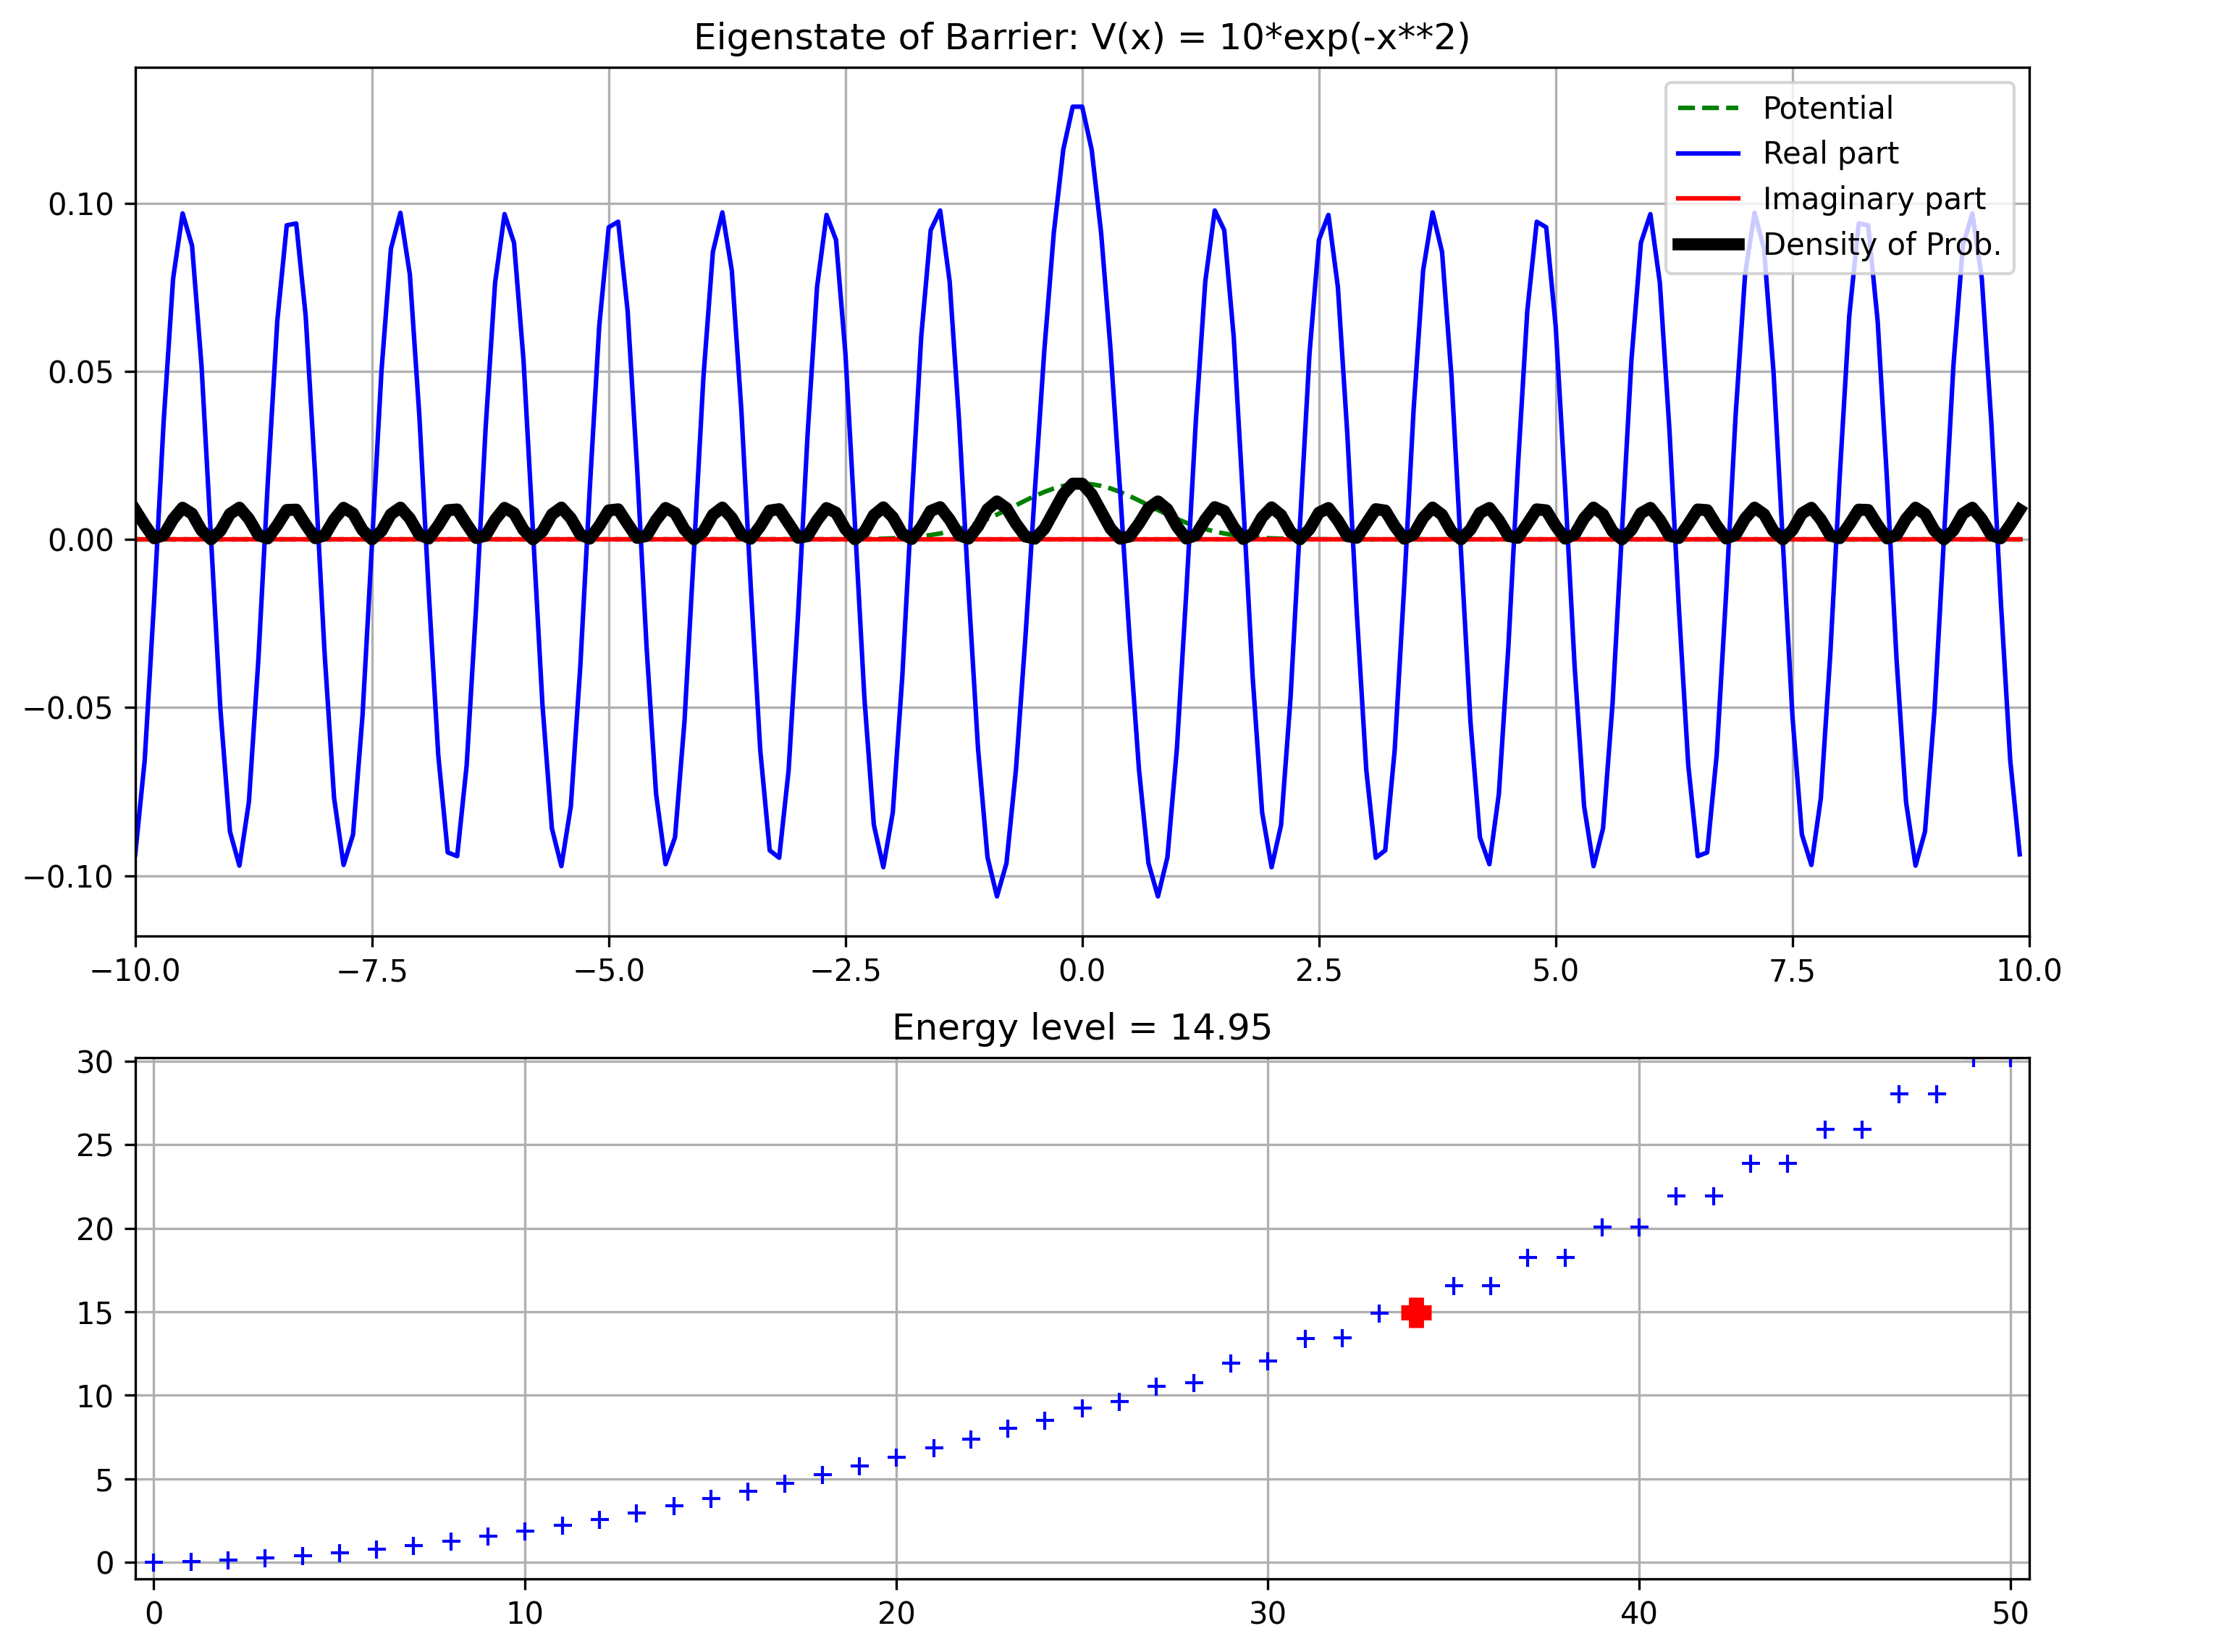 Eigenstate of Barrier: V(x) = 10*exp(-x**2)
Potential
Real part
Imaginary part
Density of Prob.
0.10
0.05
0.00
−0.05
−0.10
−10.0 −7.5 −5.0 −2.5 0.0 2.5 5.0 7.5 10.0
Energy level = 14.95
30
25
20
15
10
5
0
0 10 20 30 40 50